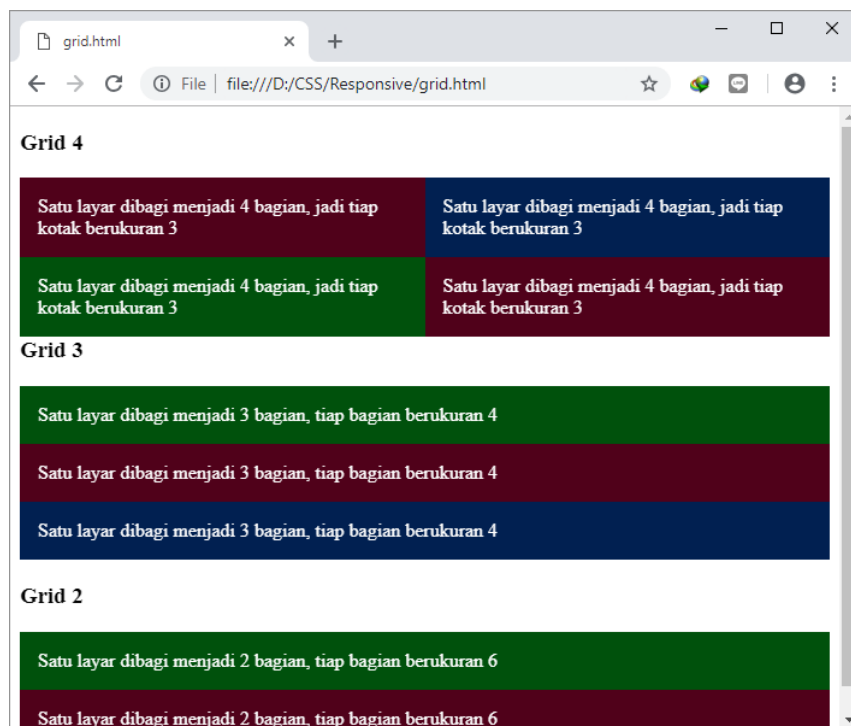 grid.html
File | file:///D:/CSS/Responsive/grid.html
Grid 4
Satu layar dibagi menjadi 4 bagian, jadi tiap
kotak berukuran 3
Satu layar dibagi menjadi 4 bagian, jadi tiap
kotak berukuran 3
Satu layar dibagi menjadi 4 bagian, jadi tiap
kotak berukuran 3
Satu layar dibagi menjadi 4 bagian, jadi tiap
kotak berukuran 3
Grid 3
Satu layar dibagi menjadi 3 bagian, tiap bagian berukuran 4
Satu layar dibagi menjadi 3 bagian, tiap bagian berukuran 4
Satu layar dibagi menjadi 3 bagian, tiap bagian berukuran 4
Grid 2
Satu layar dibagi menjadi 2 bagian, tiap bagian berukuran 6
Satu layar dibagi menjadi 2 bagian, tiap bagian berukuran 6